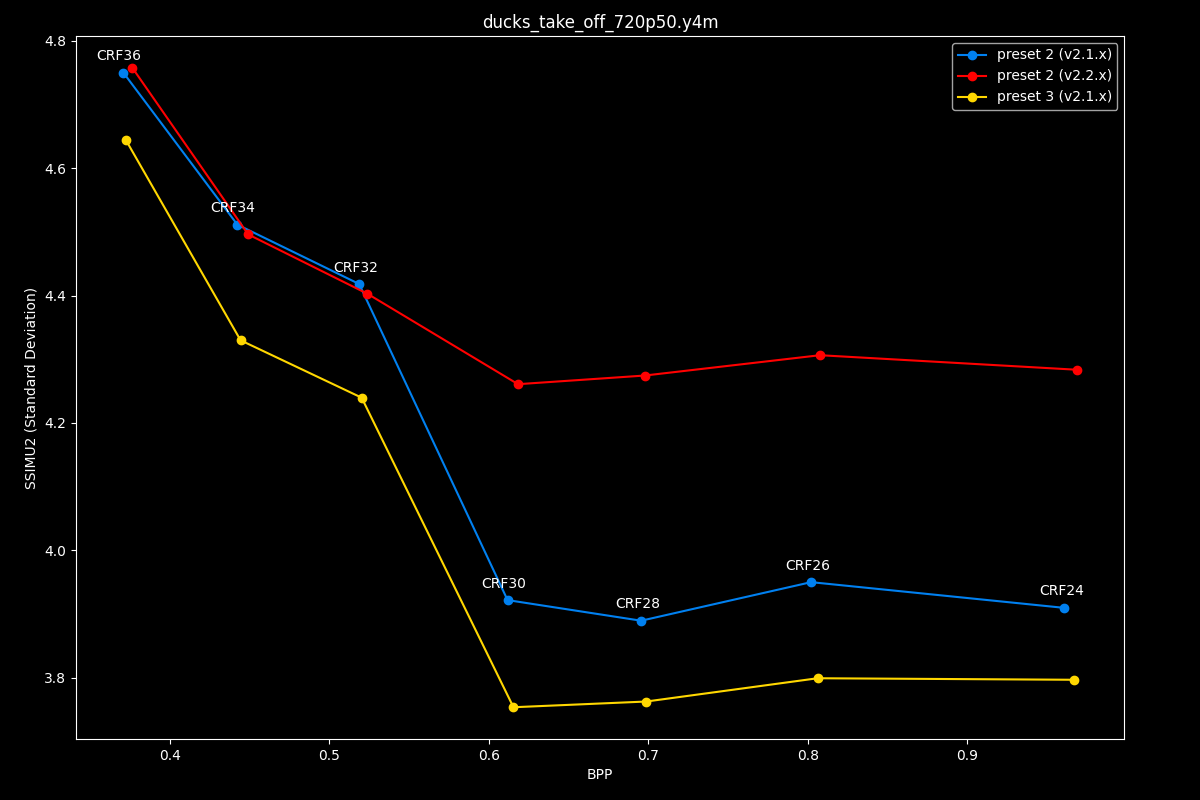 ducks_take_off_720p50.y4m
preset 2 (v2.1.x)
preset 2 (v2.2.x)
preset 3 (v2.1.x)
CRF36
CRF34
CRF32
CRF30
CRF28
CRF26
CRF24
SSIMU2 (Standard Deviation)
4.8
4.6
4.4
4.2
4.0
3.8
0.4
0.5
0.6
0.7
0.8
0.9
BPP